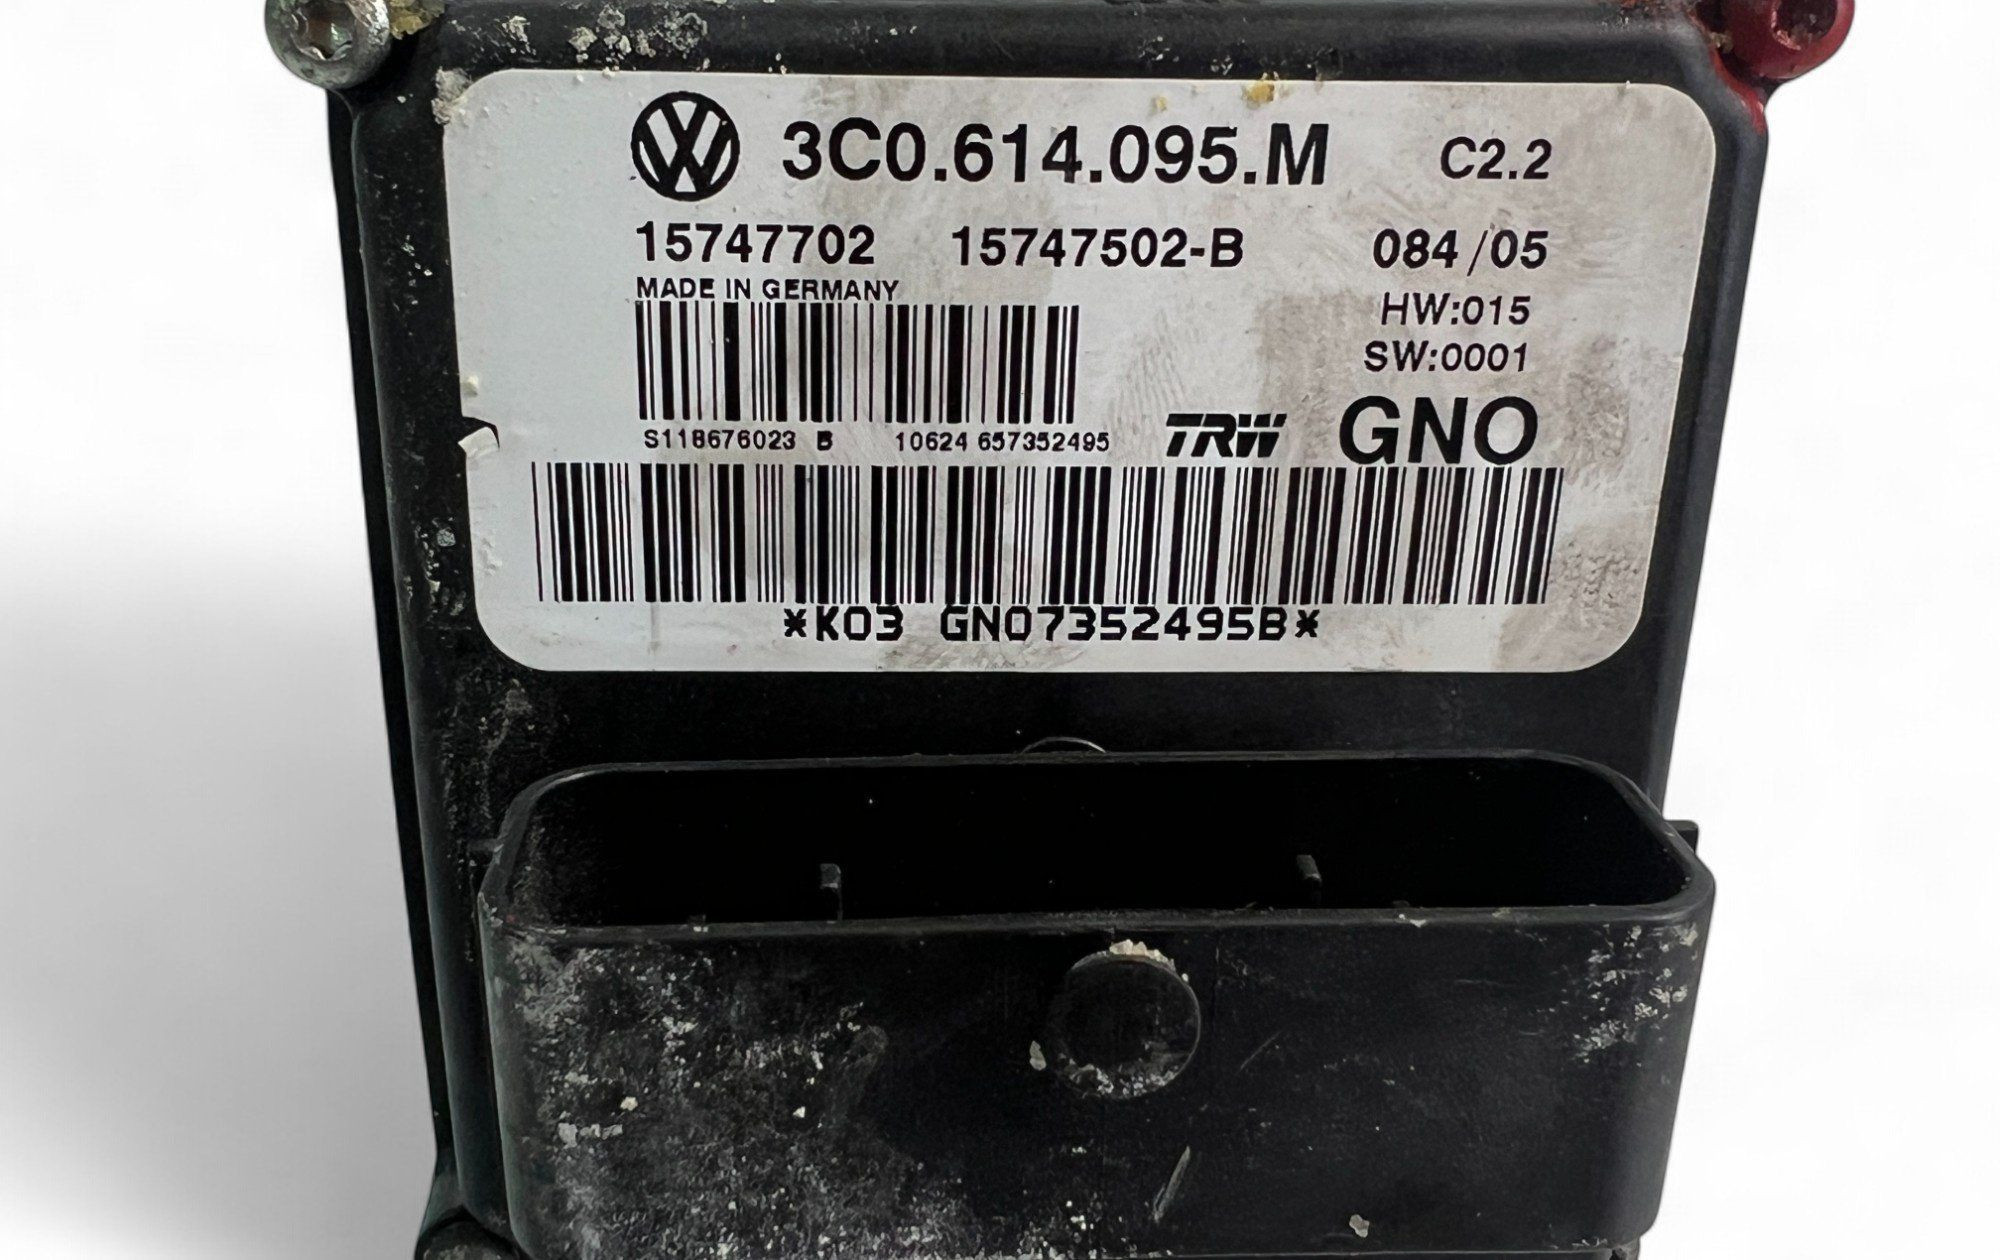 3C0.614.095.M C2.2
15747702 15747502-B 084/05
MADE IN GERMANY
HW:015
SW:0001
S118676023 B 10624 657352495
TRW GNO
*K03 GN07352495B*